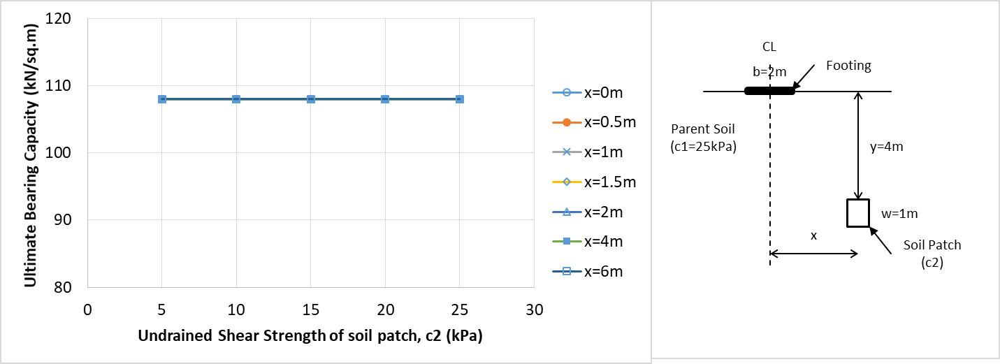 Ultimate Bearing Capacity (kN/sq.m)
120
110
100
90
80
0
5
10
15
20
25
30
Undrained Shear Strength of soil patch, c2 (kPa)
x=0m
x=0.5m
x=1m
x=1.5m
x=2m
x=4m
x=6m
CL
b=2m
Footing
Parent Soil
(c1=25kPa)
y=4m
w=1m
x
Soil Patch
(c2)